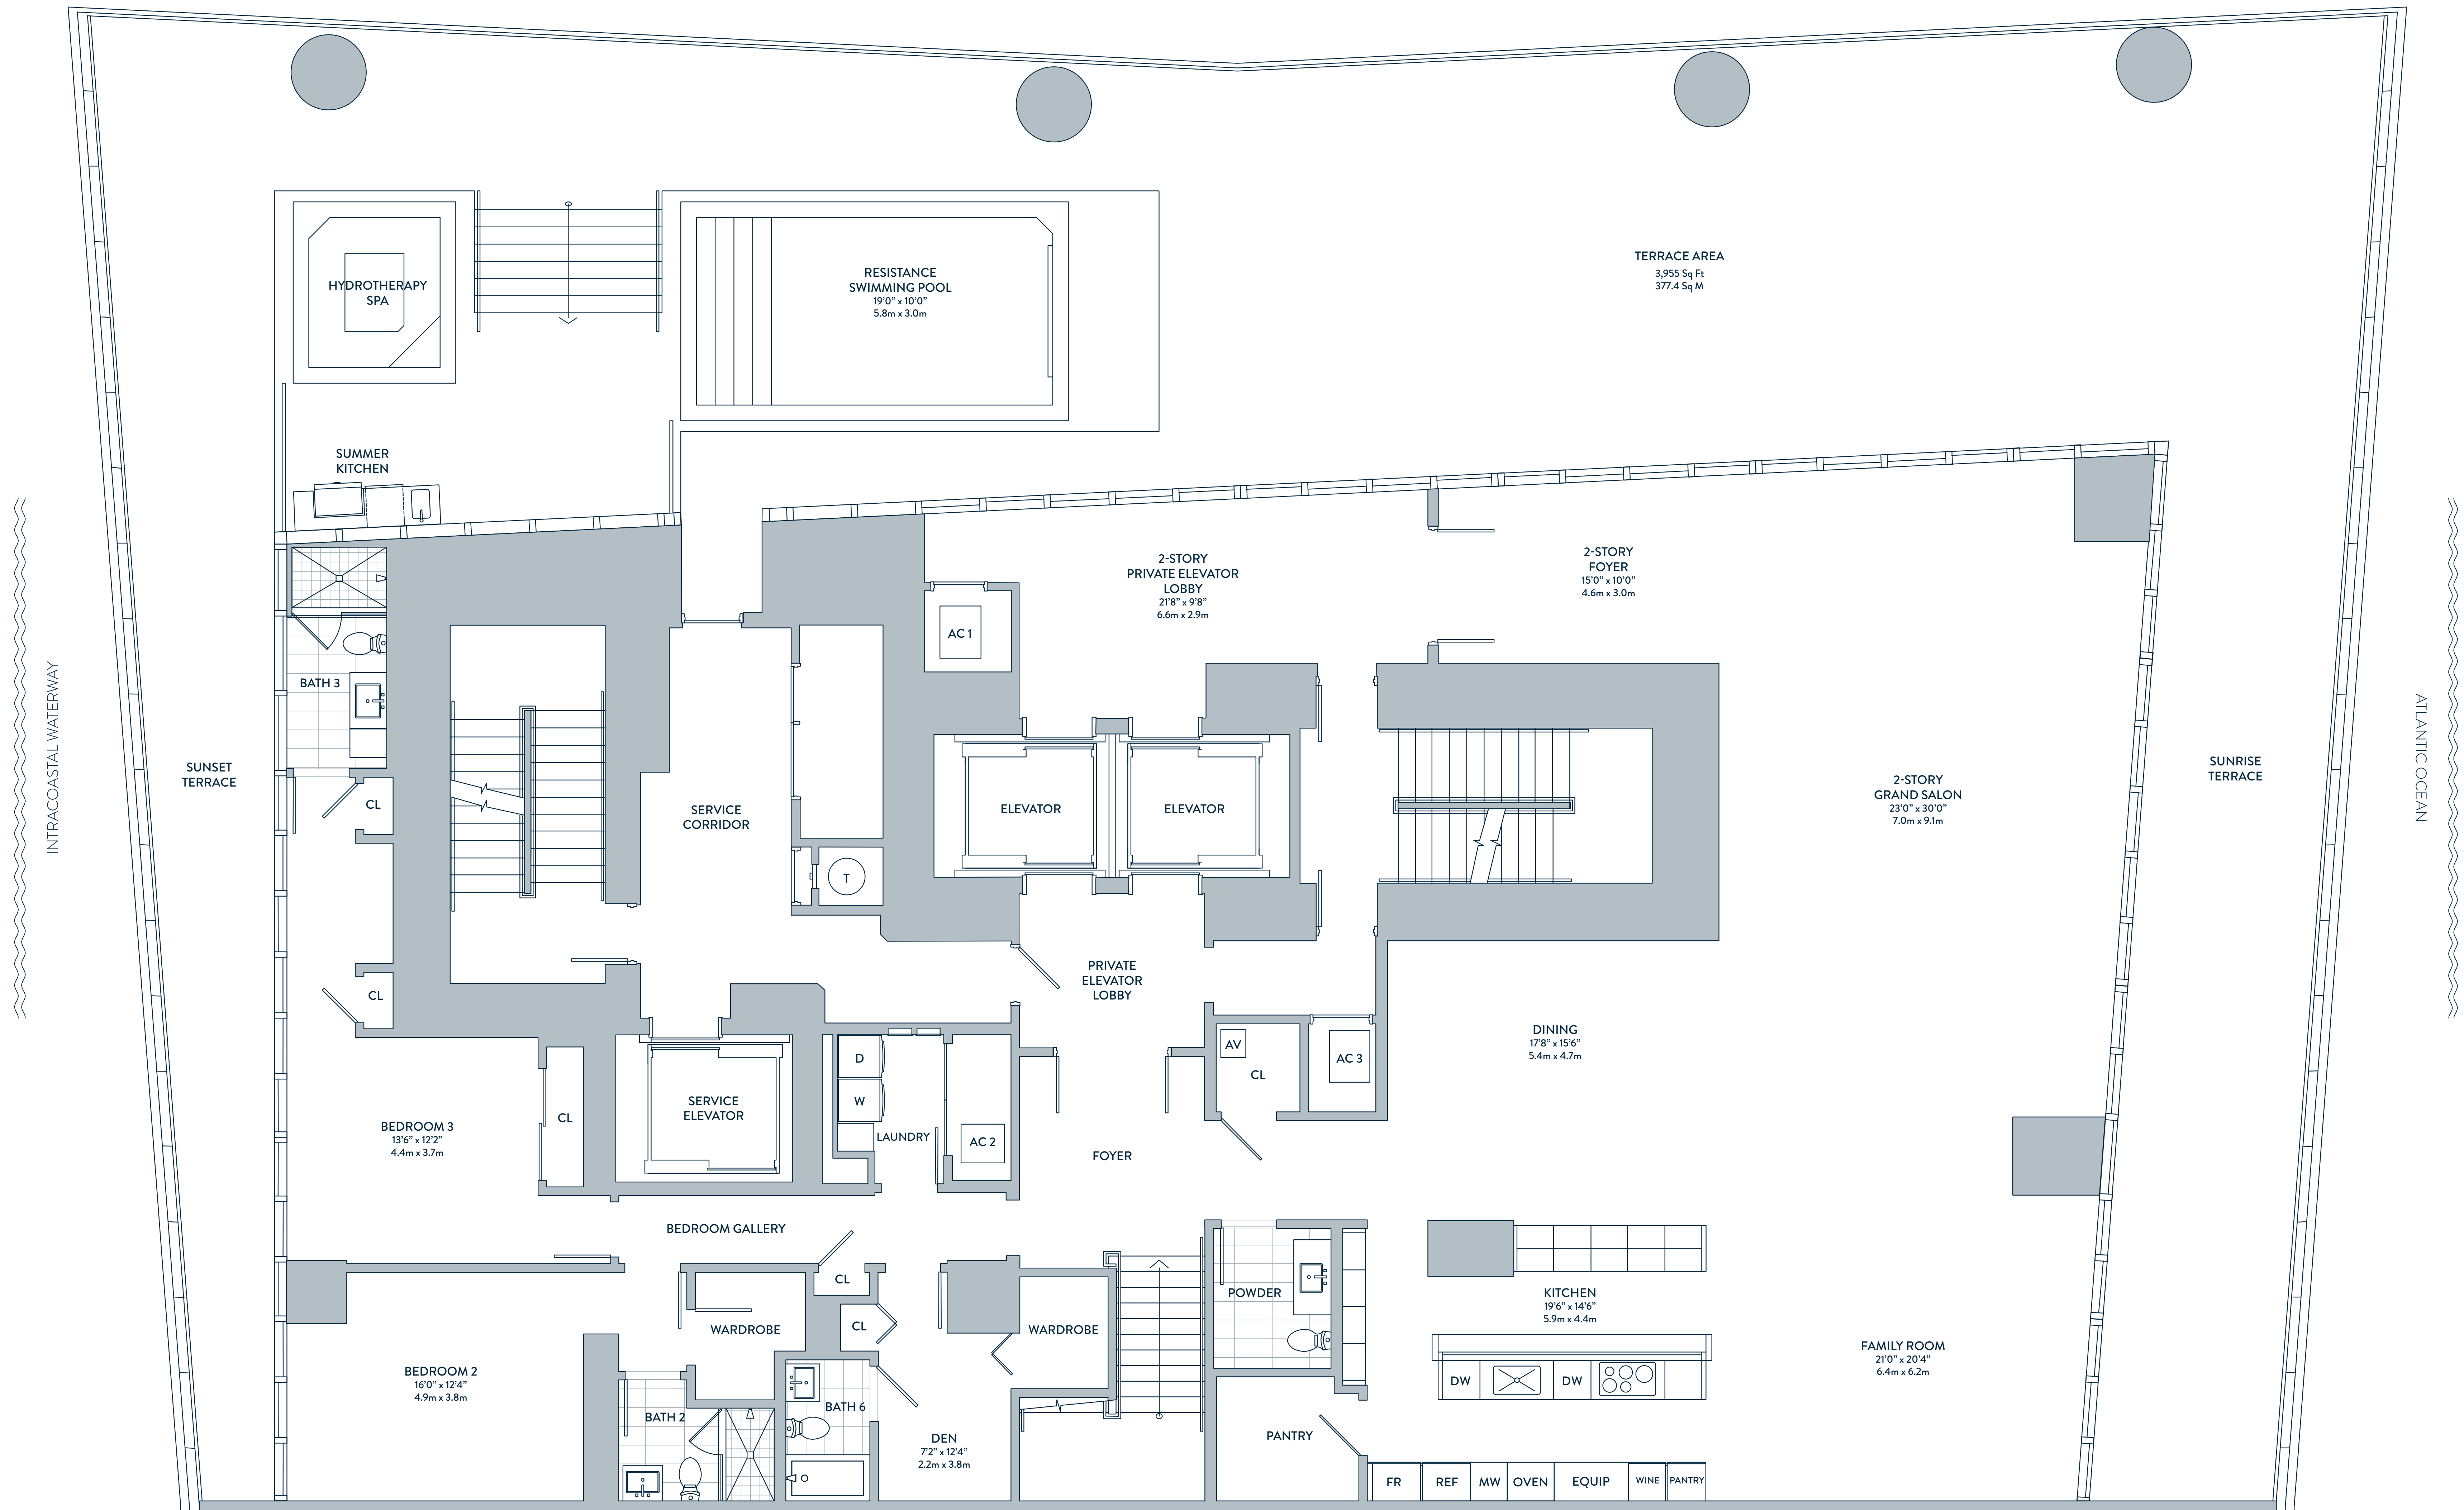 TERRACE AREA
3,955 Sq Ft
377.4 Sq M
HYDROTHERAPY
SPA
RESISTANCE
SWIMMING POOL
19'0" x 10'0"
5.8m x 3.0m
SUMMER
KITCHEN
2-STORY
PRIVATE ELEVATOR
LOBBY
21'8" x 9'8"
6.6m x 2.9m
2-STORY
FOYER
15'0" x 10'0"
4.6m x 3.0m
AC 1
BATH 3
INTRACOASTAL WATERWAY
SUNSET
TERRACE
CL
SERVICE
CORRIDOR
ELEVATOR
ELEVATOR
2-STORY
GRAND SALON
23'0" x 30'0"
7.0m x 9.1m
SUNRISE
TERRACE
ATLANTIC OCEAN
T
CL
PRIVATE
ELEVATOR
LOBBY
DINING
17'8" x 15'6"
5.4m x 4.7m
D
W
LAUNDRY
AC 2
AV
CL
AC 3
SERVICE
ELEVATOR
CL
BEDROOM 3
13'6" x 12'2"
4.4m x 3.7m
FOYER
BEDROOM GALLERY
CL
CL
WARDROBE
WARDROBE
POWDER
KITCHEN
19'6" x 14'6"
5.9m x 4.4m
FAMILY ROOM
21'0" x 20'4"
6.4m x 6.2m
BEDROOM 2
16'0" x 12'4"
4.9m x 3.8m
DW
DW
BATH 2
BATH 6
DEN
7'2" x 12'4"
2.2m x 3.8m
PANTRY
FR
REF
MW
OVEN
EQUIP
WINE
PANTRY